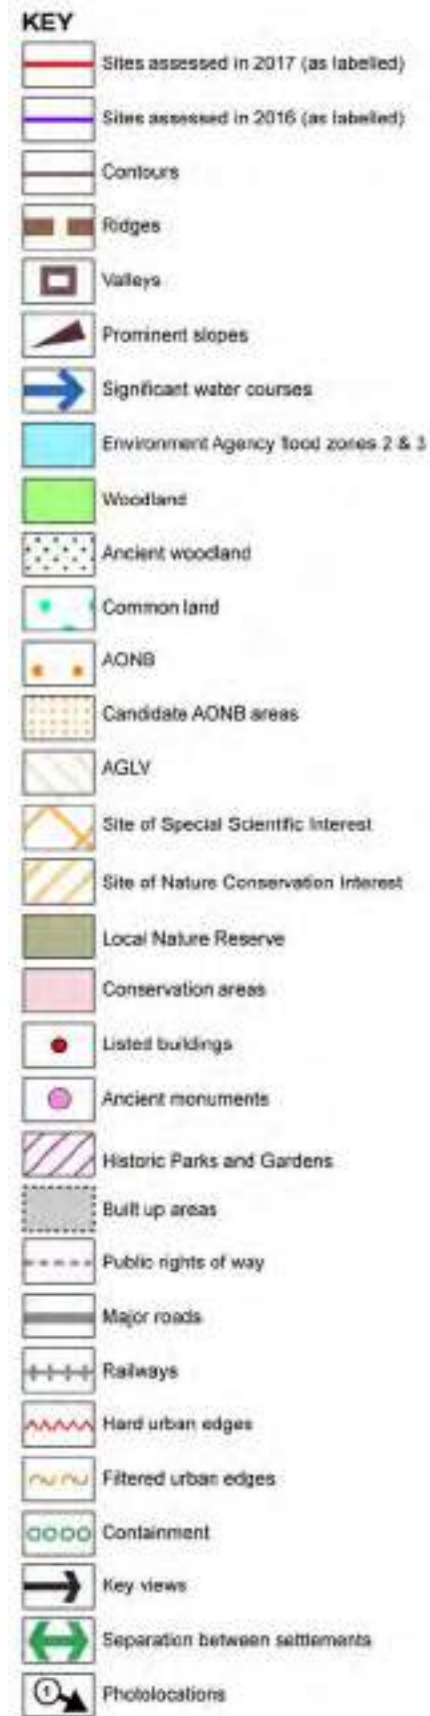 KEY
Sites assessed in 2017 (as labelled)
Sites assessed in 2016 (as labelled)
Contours
Ridges
Valleys
Prominent slopes
Significant water courses
Environment Agency flood zones 2 & 3
Woodland
Ancient woodland
Common land
AONB
Candidate AONB areas
AGLV
Site of Special Scientific Interest
Site of Nature Conservation Interest
Local Nature Reserve
Conservation areas
Listed buildings
Ancient monuments
Historic Parks and Gardens
Built up areas
Public rights of way
Major roads
Railways
Hard urban edges
Filtered urban edges
Containment
Key views
Separation between settlements
1 Photolocations